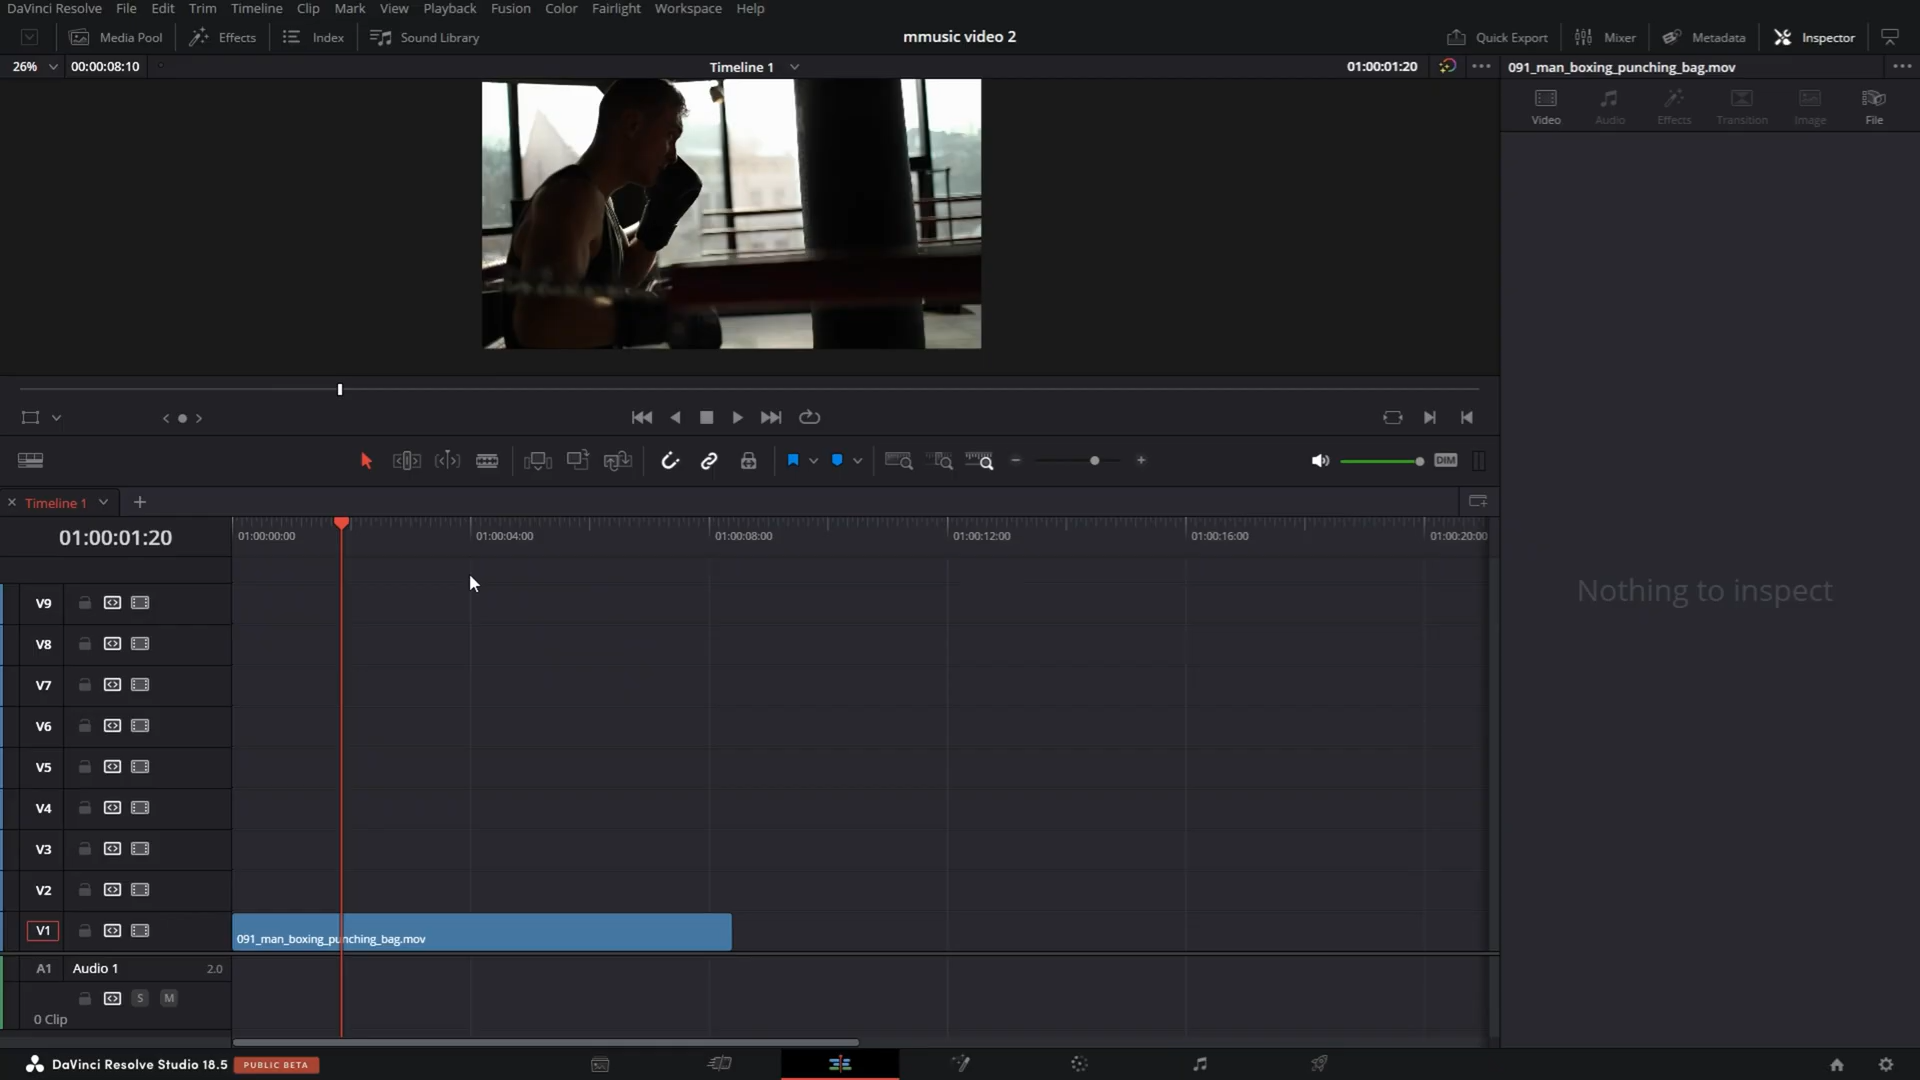 DaVinci Resolve File Edit Trim Timeline Clip Mark View Playback Fusion Color Fairlight Workspace Help
Media Pool Effects Index Sound Library mmusic video 2 Quick Export Mixer Metadata Inspector
26% 00:00:08:10 Timeline 1 01:00:01:20 091_man_boxing_punching_bag.mov
Video Audio Effects Transition Image File
DIM
Timeline 1
01:00:01:20 01:00:00:00 01:00:04:00 01:00:08:00 01:00:12:00 01:00:16:00 01:00:20:00
V9
Nothing to inspect
V8
V7
V6
V5
V4
V3
V2
V1 091_man_boxing_punching_bag.mov
A1 Audio 1 2.0
S M
0 Clip
DaVinci Resolve Studio 18.5 PUBLIC BETA